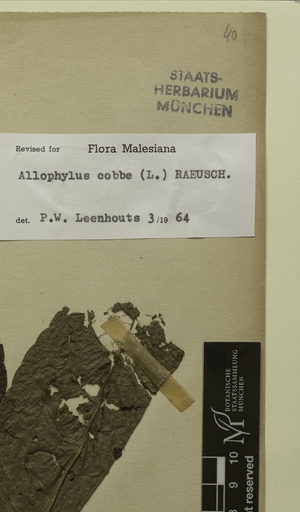 40
STAATS-
HERBARIUM
MÜNCHEN
Revised for Flora Malesiana
Allophylus cobbe (L.) RAEUSCH.
det. P.W. Leenhouts 3/19 64
BOTANISCHE
STAATSSAMMLUNG
MÜNCHEN
M
8 9 10
nt reserved